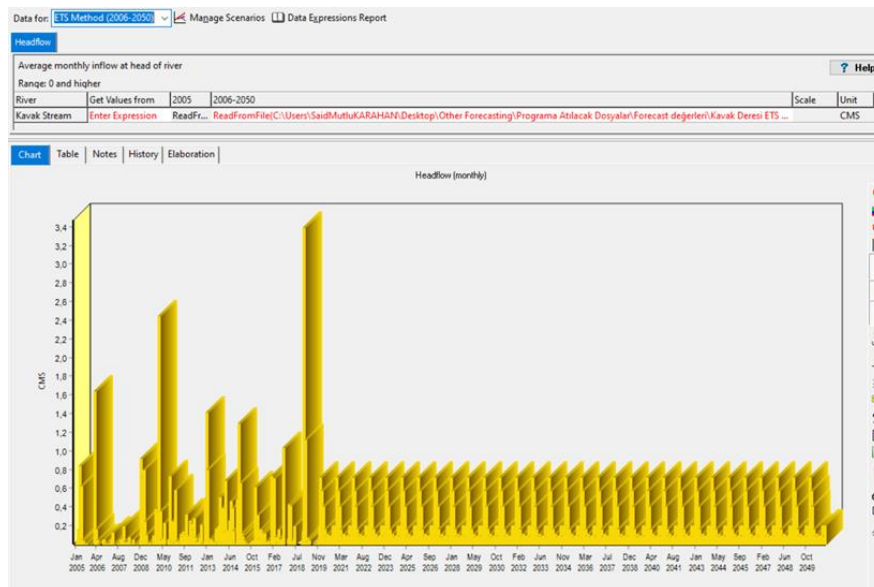 Data for: ETS Method (2006-2050) Manage Scenarios Data Expressions Report
Headflow
Average monthly inflow at head of river
? Help
Range: 0 and higher
River Get Values from 2005 2006-2050 Scale Unit
Kavak Stream Enter Expression ReadFr... ReadFromFile(C:\Users\SaidMutluKARAHAN\Desktop\Other Forecasting\Programa Atılacak Dosyalar\Forecast değerleri\Kavak Deresi ETS ... CMS
Chart Table Notes History Elaboration
Headflow (monthly)
3,4
3,2
3,0
2,8
2,6
2,4
2,2
2,0
1,8
1,6
1,4
1,2
1,0
0,8
0,6
0,4
0,2
CMS
Jan Apr Aug Dec May Sep Jan Jun Oct Feb Jul Nov Mar Aug Dec Apr Sep Jan May Oct Feb Jun Nov Mar Jul Dec Apr Aug Jan May Sep Feb Jun Oct
2005 2006 2007 2008 2010 2011 2013 2014 2015 2017 2018 2019 2021 2022 2023 2025 2026 2028 2029 2030 2032 2033 2034 2036 2037 2038 2040 2041 2043 2044 2045 2047 2048 2049